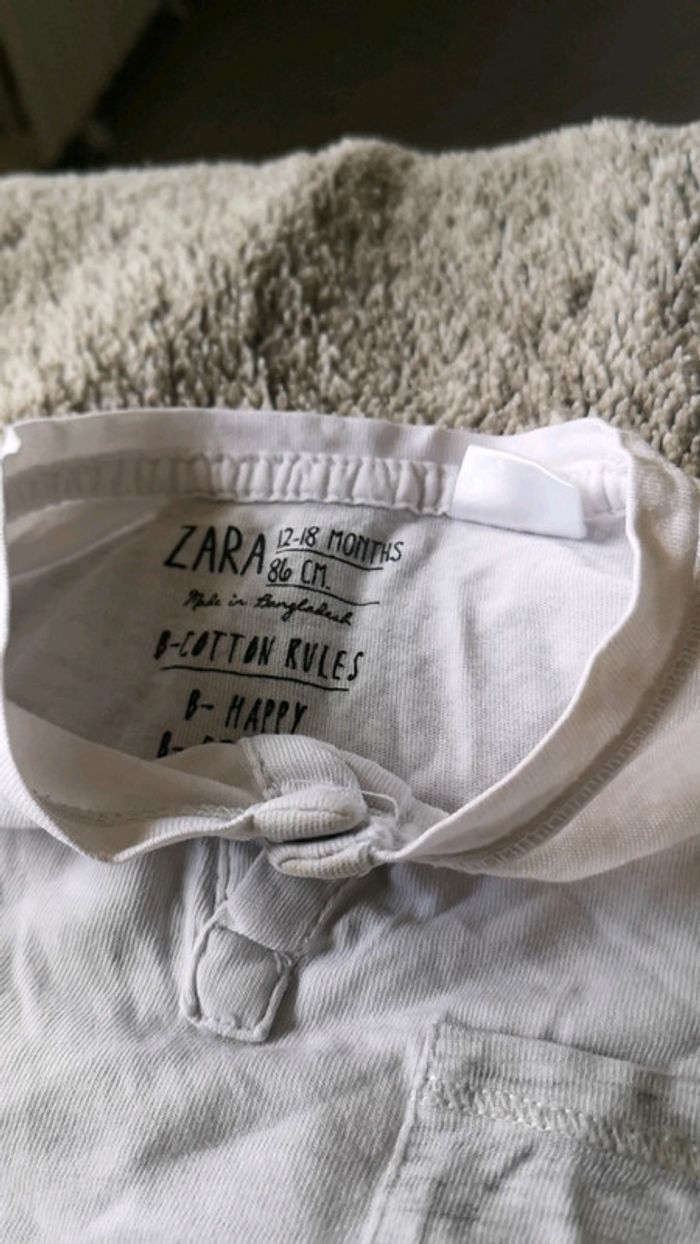 ZARA 12-18 MONTHS
86 CM.
Made in Bangladesh
B-COTTON RULES
B- HAPPY
B-